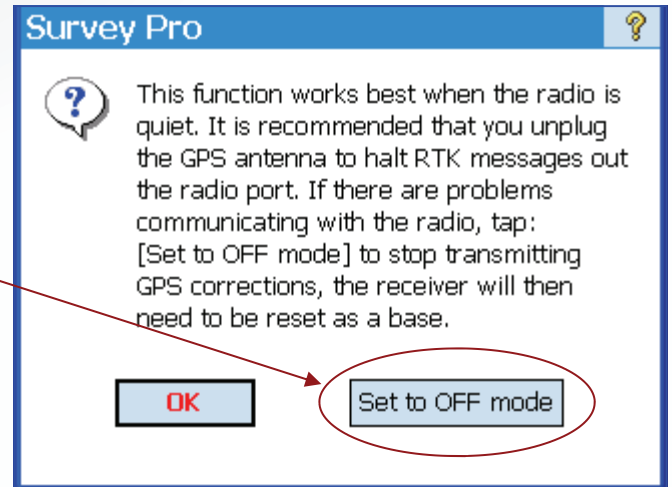 Survey Pro
?
?
This function works best when the radio is
quiet. It is recommended that you unplug
the GPS antenna to halt RTK messages out
the radio port. If there are problems
communicating with the radio, tap:
[Set to OFF mode] to stop transmitting
GPS corrections, the receiver will then
need to be reset as a base.
OK
Set to OFF mode